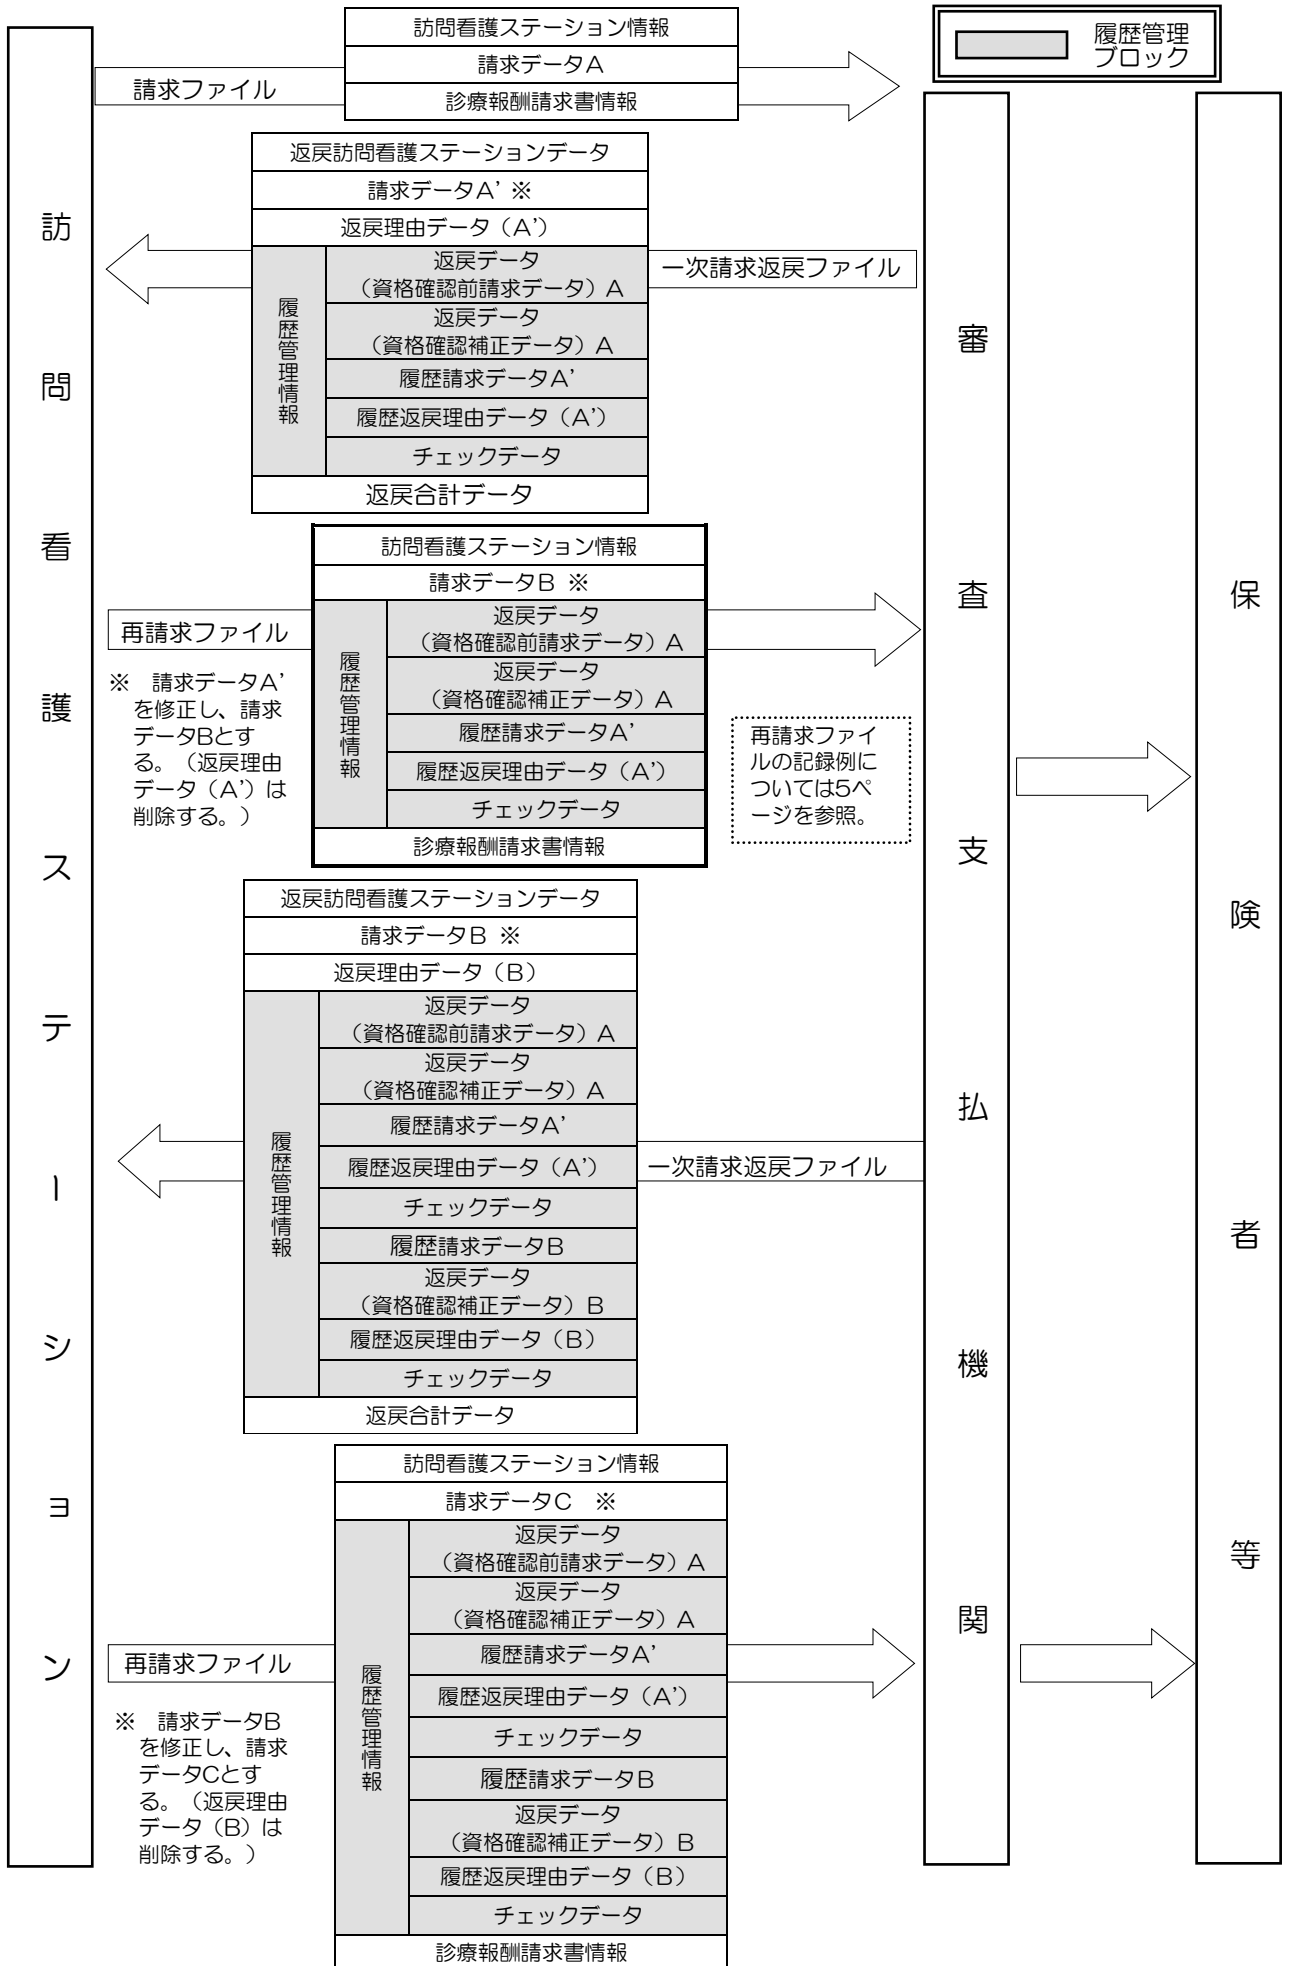 訪問看護ステーション情報
請求データA
診療報酬請求書情報
請求ファイル
履歴管理
ブロック
訪問看護ステーション
審査支払機関
保険者等
返戻訪問看護ステーションデータ
請求データA’ ※
返戻理由データ（A’）
履歴管理情報
返戻データ
（資格確認前請求データ）A
返戻データ
（資格確認補正データ）A
履歴請求データA’
履歴返戻理由データ（A’）
チェックデータ
返戻合計データ
一次請求返戻ファイル
訪問看護ステーション情報
請求データB ※
履歴管理情報
返戻データ
（資格確認前請求データ）A
返戻データ
（資格確認補正データ）A
履歴請求データA’
履歴返戻理由データ（A’）
チェックデータ
診療報酬請求書情報
再請求ファイル
※　請求データA’
を修正し、請求
データBとす
る。（返戻理由
データ（A’）は
削除する。）
再請求ファイ
ルの記録例に
ついては5ペ
ージを参照。
返戻訪問看護ステーションデータ
請求データB ※
返戻理由データ（B）
履歴管理情報
返戻データ
（資格確認前請求データ）A
返戻データ
（資格確認補正データ）A
履歴請求データA’
履歴返戻理由データ（A’）
チェックデータ
履歴請求データB
返戻データ
（資格確認補正データ）B
履歴返戻理由データ（B）
チェックデータ
返戻合計データ
一次請求返戻ファイル
訪問看護ステーション情報
請求データC　※
履歴管理情報
返戻データ
（資格確認前請求データ）A
返戻データ
（資格確認補正データ）A
履歴請求データA’
履歴返戻理由データ（A’）
チェックデータ
履歴請求データB
返戻データ
（資格確認補正データ）B
履歴返戻理由データ（B）
チェックデータ
診療報酬請求書情報
再請求ファイル
※　請求データB
を修正し、請求
データCとす
る。（返戻理由
データ（B）は
削除する。）